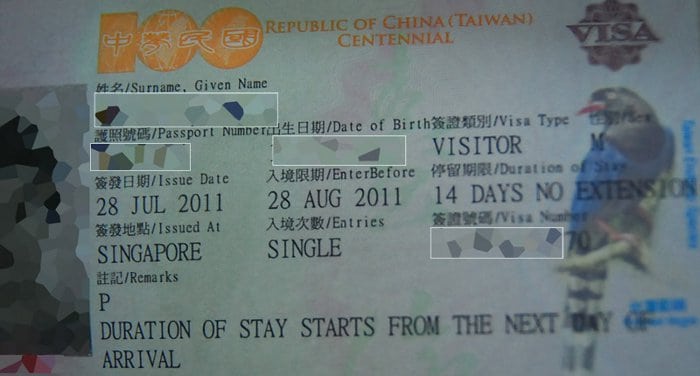 中華民國 100 REPUBLIC OF CHINA (TAIWAN)
CENTENNIAL
VISA
姓名/Surname, Given Name
護照號碼/Passport Number 出生日期/Date of Birth 簽證類別/Visa Type 性別/Sex
VISITOR M
簽發日期/Issue Date 入境限期/EnterBefore 停留期限/Duration of Stay
28 JUL 2011 28 AUG 2011 14 DAYS NO EXTENSION
簽發地點/Issued At 入境次數/Entries 簽證號碼/Visa Number
SINGAPORE SINGLE 70
註記/Remarks
P
DURATION OF STAY STARTS FROM THE NEXT DAY OF
ARRIVAL